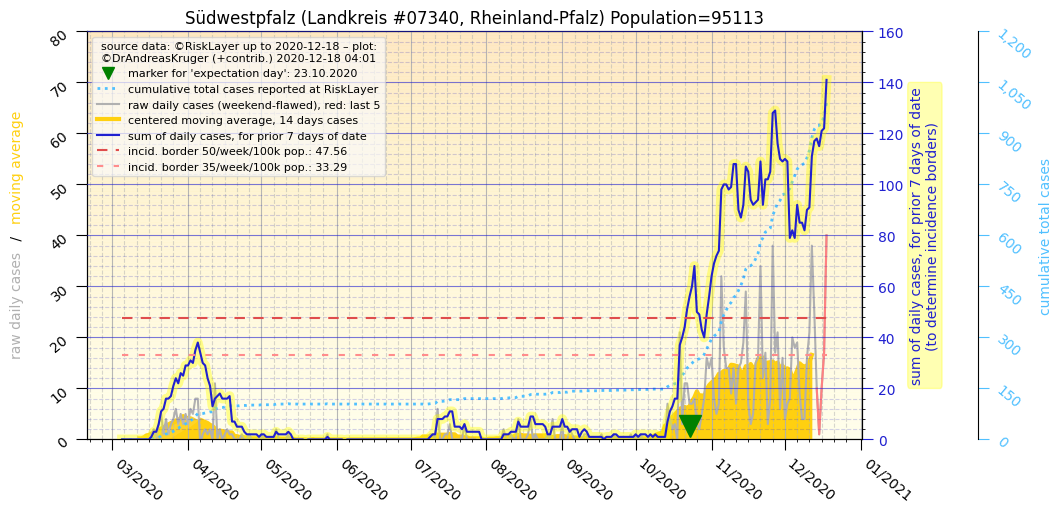 Südwestpfalz (Landkreis #07340, Rheinland-Pfalz) Population=95113
source data: ©RiskLayer up to 2020-12-18 – plot:
©DrAndreasKruger (+contrib.) 2020-12-18 04:01
marker for 'expectation day': 23.10.2020
cumulative total cases reported at RiskLayer
raw daily cases (weekend-flawed), red: last 5
centered moving average, 14 days cases
sum of daily cases, for prior 7 days of date
incid. border 50/week/100k pop.: 47.56
incid. border 35/week/100k pop.: 33.29
raw daily cases / moving average
80
70
60
50
40
30
20
10
0
03/2020
04/2020
05/2020
06/2020
07/2020
08/2020
09/2020
10/2020
11/2020
12/2020
01/2021
160
140
120
100
80
60
40
20
0
sum of daily cases, for prior 7 days of date
(to determine incidence borders)
1,200
1,050
900
750
600
450
300
150
0
cumulative total cases